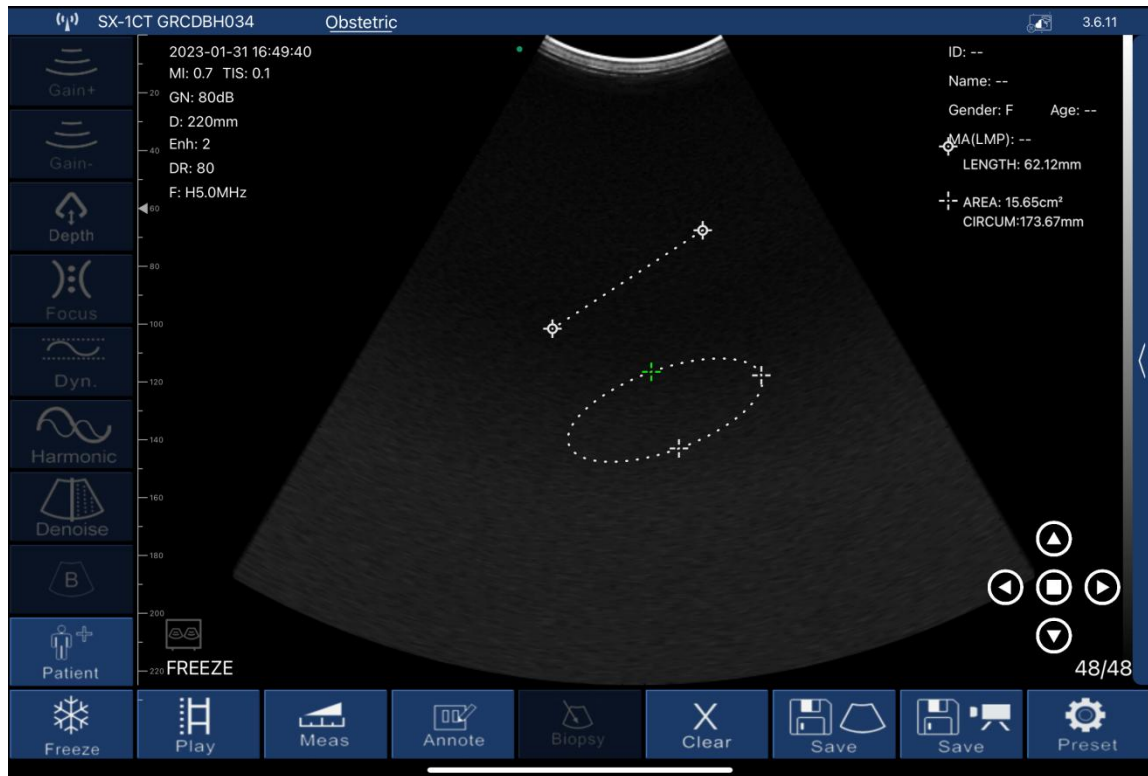 SX-1CT GRCDBH034 Obstetric 3.6.11
2023-01-31 16:49:40
MI: 0.7 TIS: 0.1
GN: 80dB
D: 220mm
Enh: 2
DR: 80
F: H5.0MHz
ID: --
Name: --
Gender: F Age: --
MA(LMP): --
LENGTH: 62.12mm
AREA: 15.65cm²
CIRCUM:173.67mm
Gain+
Gain-
Depth
Focus
Dyn.
Harmonic
Denoise
B
Patient
20
40
60
80
100
120
140
160
180
200
220
FREEZE
48/48
Freeze
Play
Meas
Annote
Biopsy
Clear
Save
Save
Preset